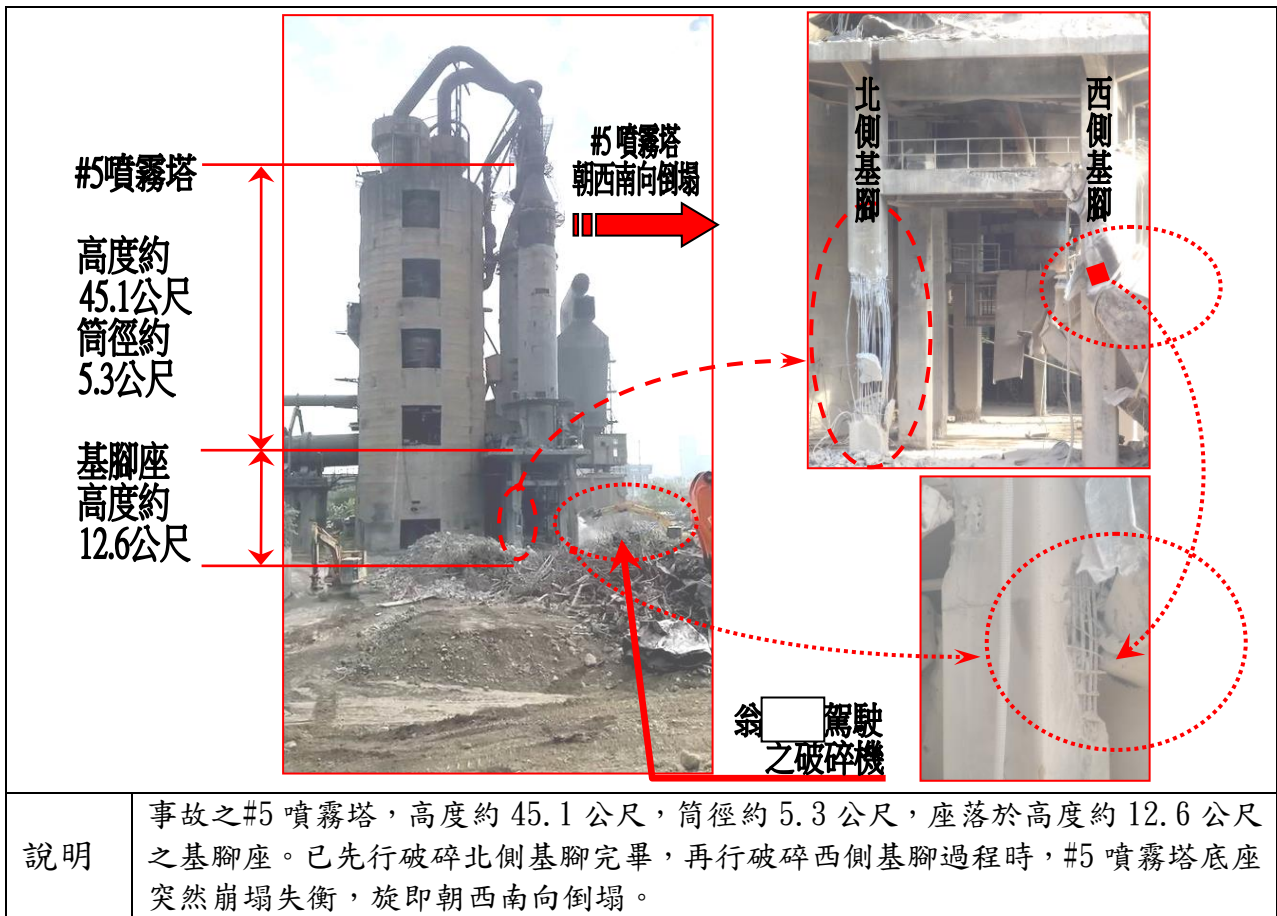 #5噴霧塔
高度約
45.1公尺
筒徑約
5.3公尺
基腳座
高度約
12.6公尺
#5 噴霧塔
朝西南向倒塌
北側基腳
西側基腳
翁 駕駛
之破碎機
說明
事故之#5 噴霧塔，高度約 45.1 公尺，筒徑約 5.3 公尺，座落於高度約 12.6 公尺
之基腳座。已先行破碎北側基腳完畢，再行破碎西側基腳過程時，#5 噴霧塔底座
突然崩塌失衡，旋即朝西南向倒塌。